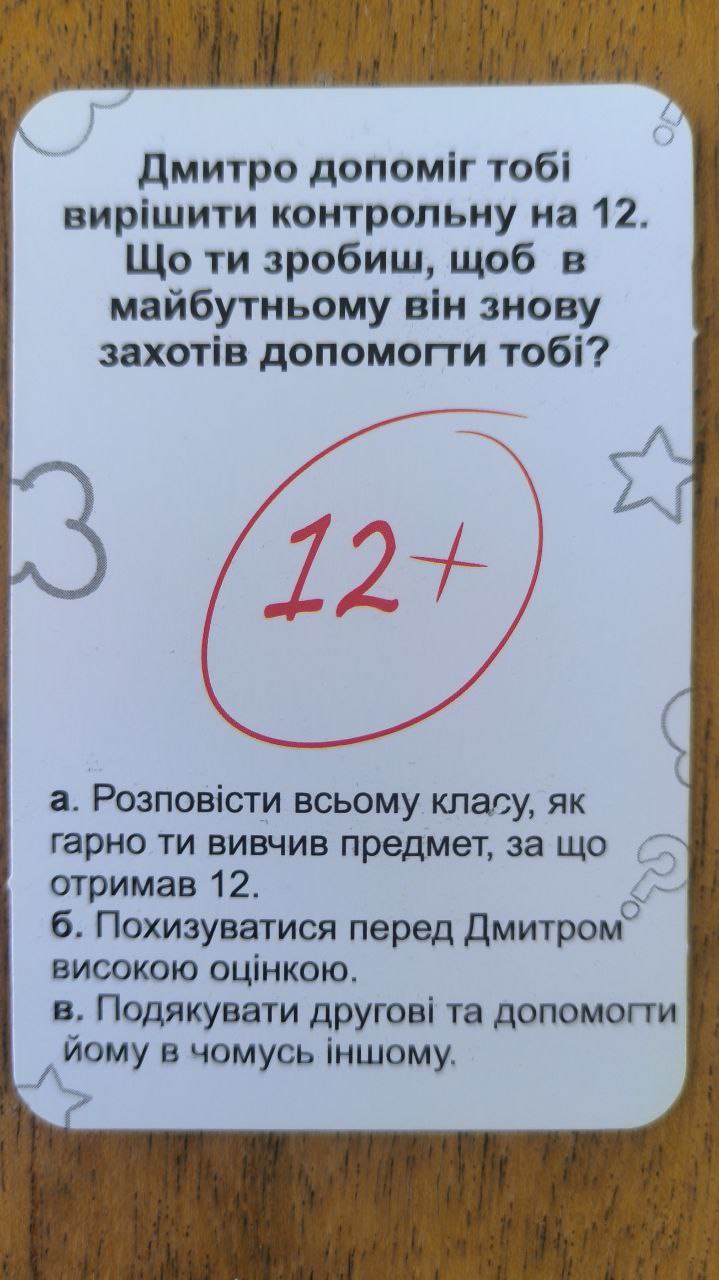 Дмитро допоміг тобі
вирішити контрольну на 12.
Що ти зробиш, щоб в
майбутньому він знову
захотів допомогти тобі?
12+
а. Розповісти всьому класу, як
гарно ти вивчив предмет, за що
отримав 12.
б. Похизуватися перед Дмитром
високою оцінкою.
в. Подякувати другові та допомогти
йому в чомусь іншому.